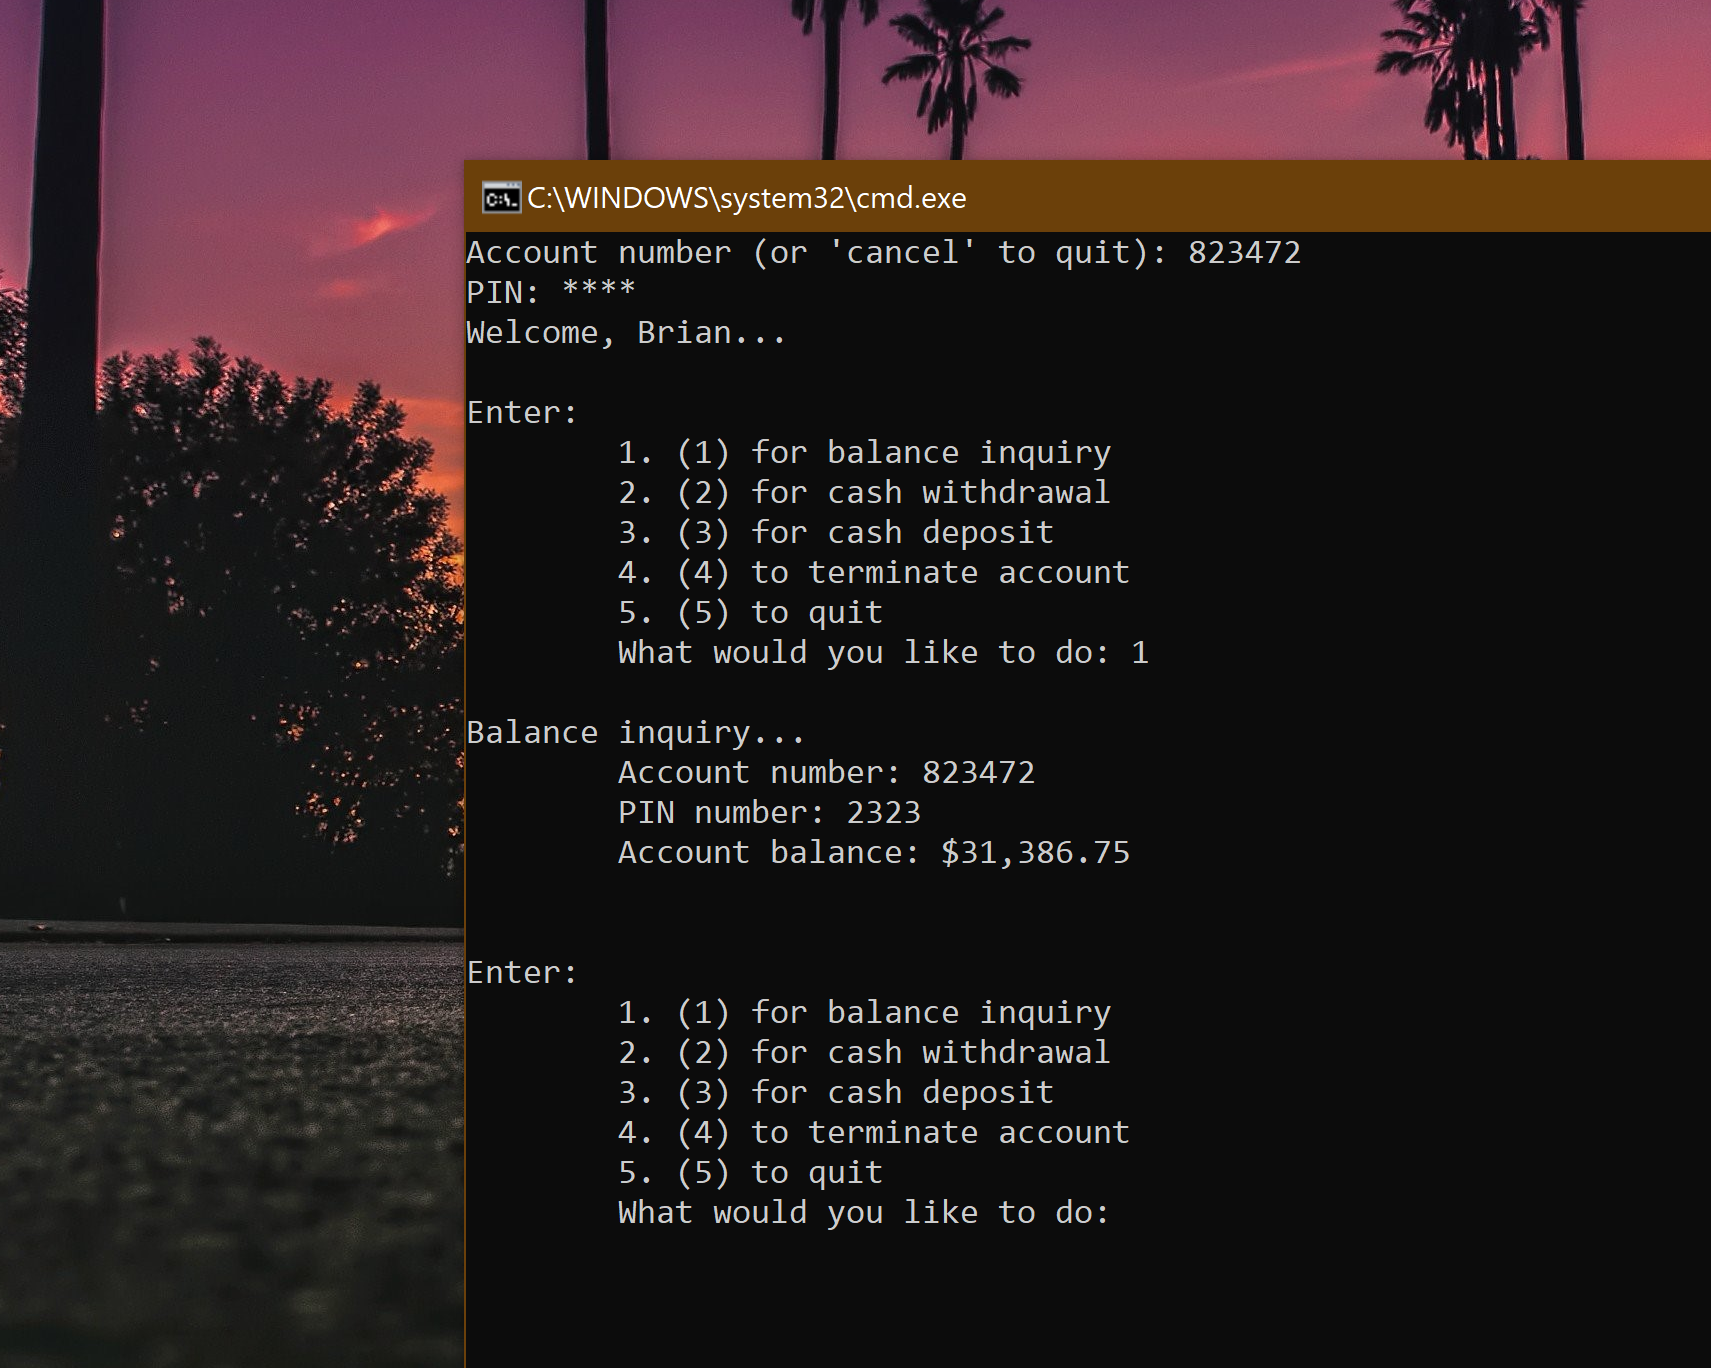 C:\WINDOWS\system32\cmd.exe
Account number (or 'cancel' to quit): 823472
PIN: ****
Welcome, Brian...
Enter:
1. (1) for balance inquiry
2. (2) for cash withdrawal
3. (3) for cash deposit
4. (4) to terminate account
5. (5) to quit
What would you like to do: 1
Balance inquiry...
Account number: 823472
PIN number: 2323
Account balance: $31,386.75
Enter:
1. (1) for balance inquiry
2. (2) for cash withdrawal
3. (3) for cash deposit
4. (4) to terminate account
5. (5) to quit
What would you like to do: